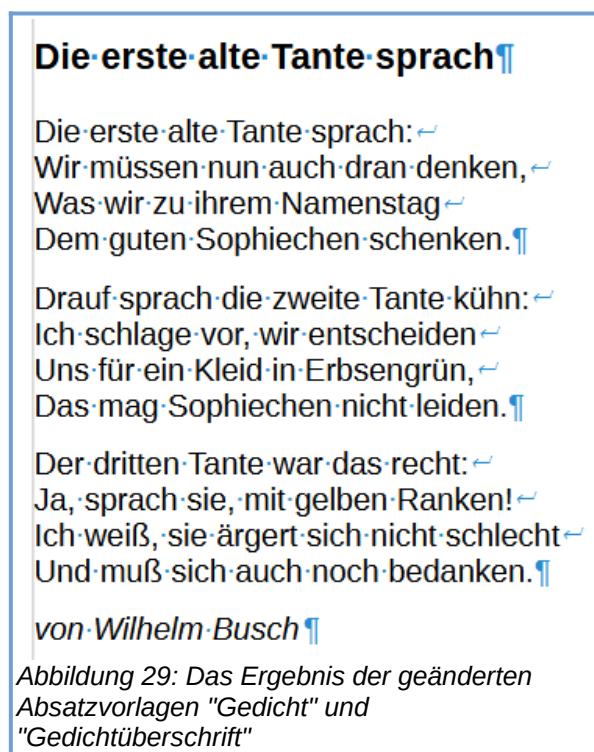 Die erste alte Tante sprach¶
Die erste alte Tante sprach:↵
Wir müssen nun auch dran denken,↵
Was wir zu ihrem Namenstag↵
Dem guten Sophiechen schenken.¶
Drauf sprach die zweite Tante kühn:↵
Ich schlage vor, wir entscheiden↵
Uns für ein Kleid in Erbsengrün,↵
Das mag Sophiechen nicht leiden.¶
Der dritten Tante war das recht:↵
Ja, sprach sie, mit gelben Ranken!↵
Ich weiß, sie ärgert sich nicht schlecht↵
Und muß sich auch noch bedanken.¶
von Wilhelm Busch¶
Abbildung 29: Das Ergebnis der geänderten
Absatzvorlagen "Gedicht" und
"Gedichtüberschrift"